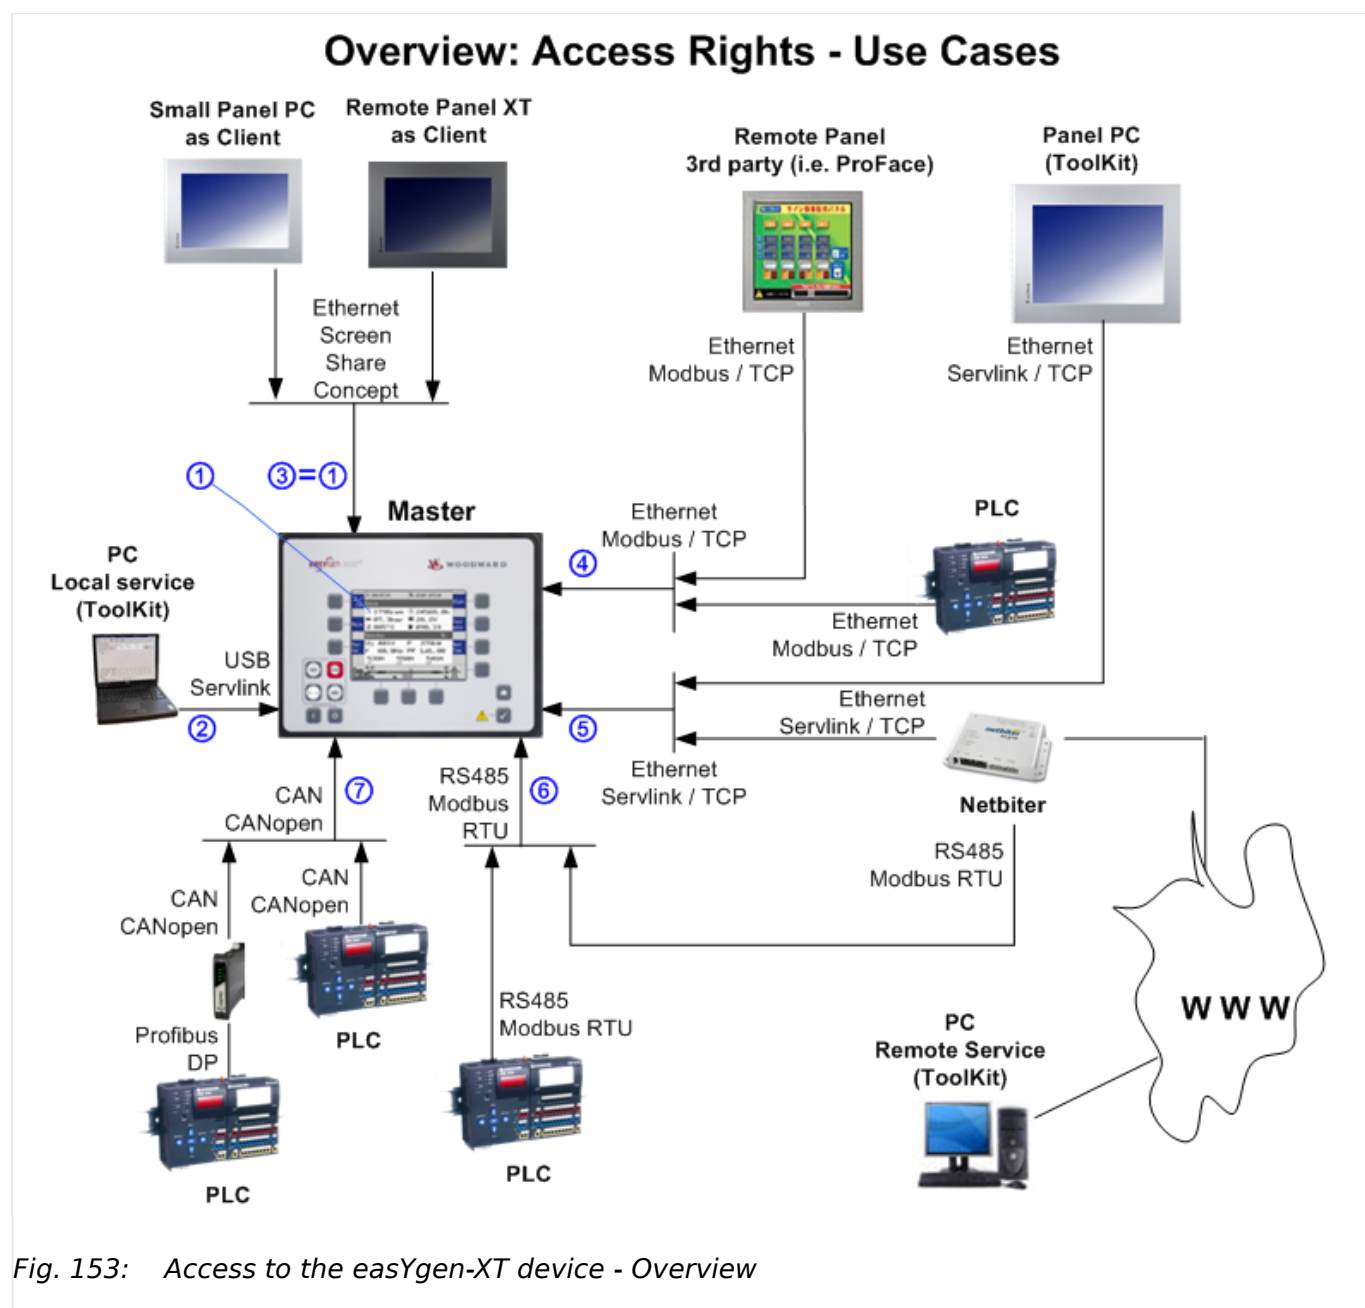 Overview: Access Rights - Use Cases
Small Panel PC
as Client
Remote Panel XT
as Client
Remote Panel
3rd party (i.e. ProFace)
Panel PC
(ToolKit)
Ethernet
Screen
Share
Concept
Ethernet
Modbus / TCP
Ethernet
Servlink / TCP
1
3=1
Master
Ethernet
Modbus / TCP
4
PLC
PC
Local service
(ToolKit)
WOODWARD
Ethernet
Modbus / TCP
USB
Servlink
2
5
Ethernet
Servlink / TCP
netbiter
Ethernet
Servlink / TCP
Netbiter
7
CAN
CANopen
RS485
Modbus
RTU
6
RS485
Modbus RTU
CAN
CANopen
CAN
CANopen
PLC
RS485
Modbus RTU
Profibus
DP
PLC
PLC
W W W
PC
Remote Service
(ToolKit)
Fig. 153: Access to the easYgen-XT device - Overview